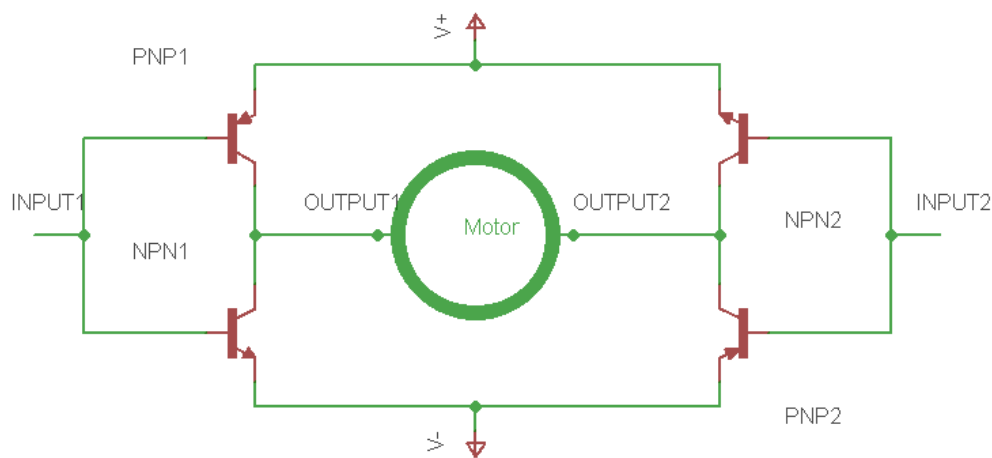 V+
PNP1
INPUT1
OUTPUT1
Motor
OUTPUT2
NPN2
INPUT2
NPN1
PNP2
V-